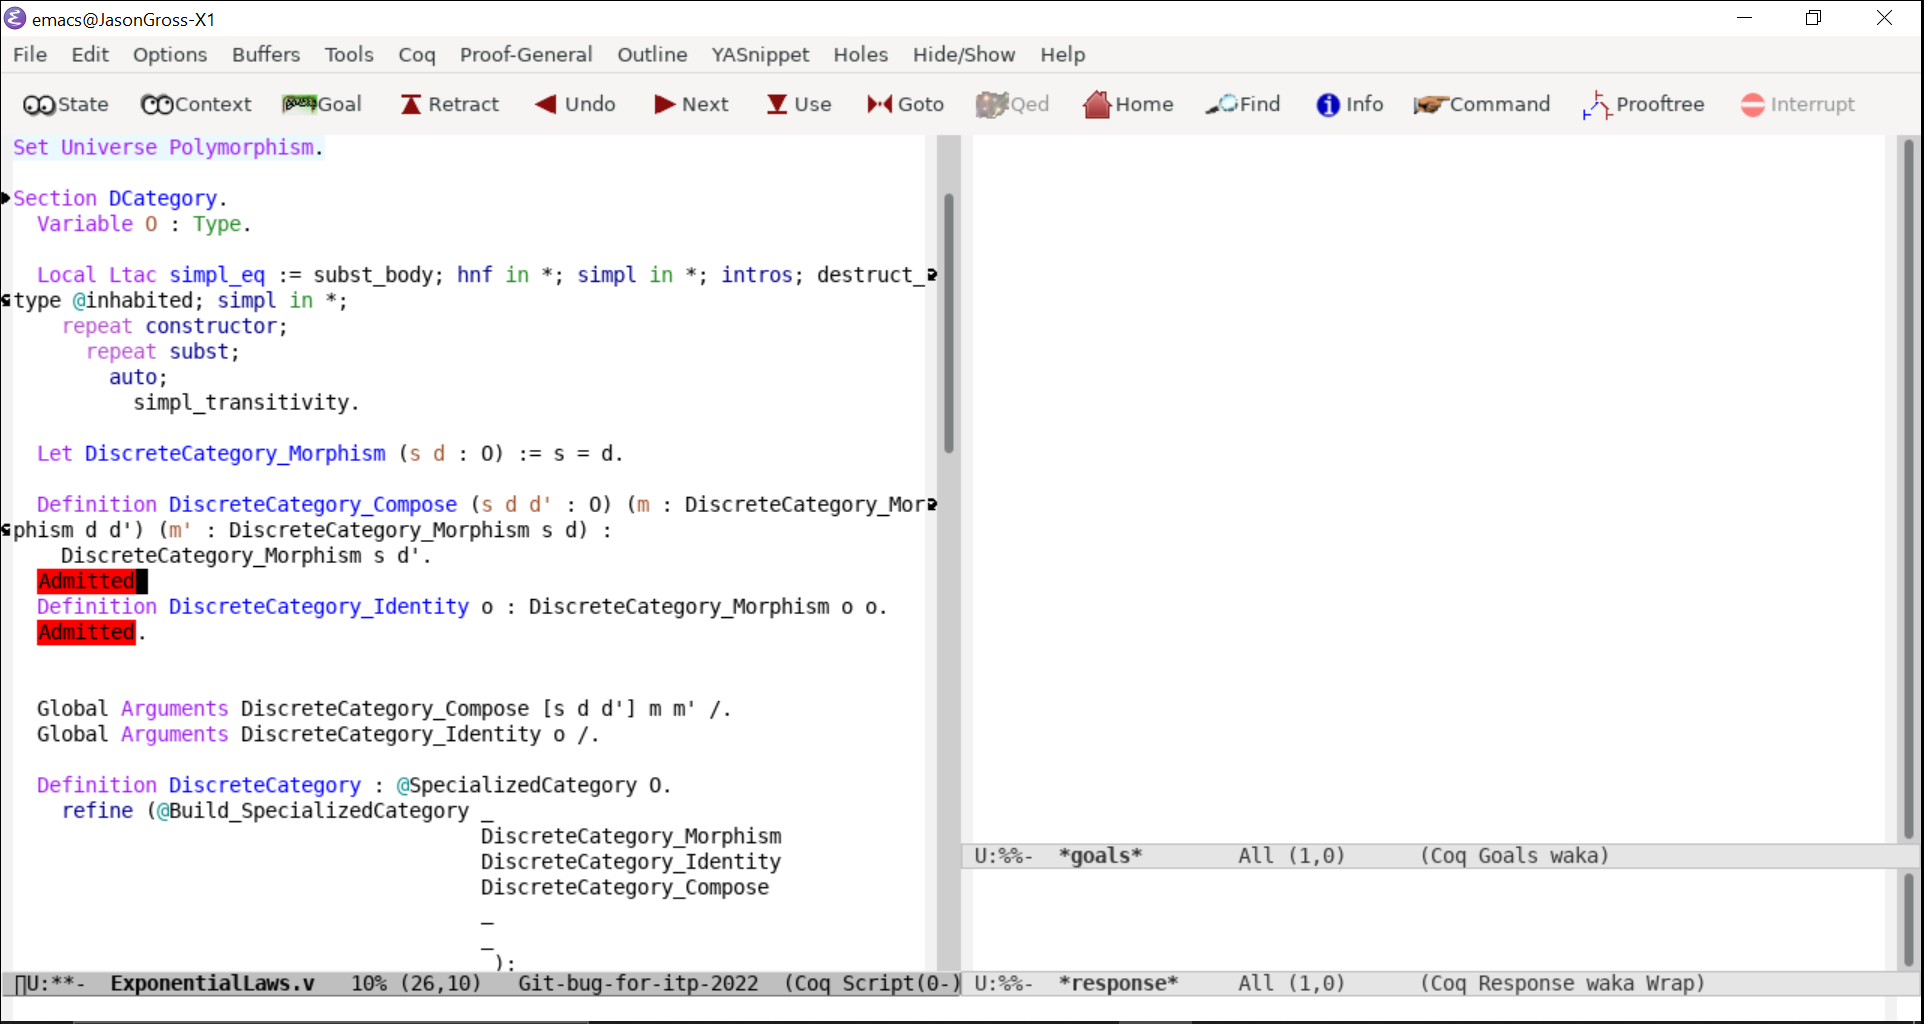 emacs@JasonGross-X1
File Edit Options Buffers Tools Coq Proof-General Outline YASnippet Holes Hide/Show Help
State Context Goal Retract Undo Next Use Goto Qed Home Find Info Command Prooftree Interrupt
Set Universe Polymorphism.
Section DCategory.
Variable O : Type.
Local Ltac simpl_eq := subst_body; hnf in *; simpl in *; intros; destruct_
type @inhabited; simpl in *;
repeat constructor;
repeat subst;
auto;
simpl_transitivity.
Let DiscreteCategory_Morphism (s d : O) := s = d.
Definition DiscreteCategory_Compose (s d d' : O) (m : DiscreteCategory_Mor
phism d d') (m' : DiscreteCategory_Morphism s d) :
DiscreteCategory_Morphism s d'.
Admitted
Definition DiscreteCategory_Identity o : DiscreteCategory_Morphism o o.
Admitted.
Global Arguments DiscreteCategory_Compose [s d d'] m m' /.
Global Arguments DiscreteCategory_Identity o /.
Definition DiscreteCategory : @SpecializedCategory O.
refine (@Build_SpecializedCategory _
DiscreteCategory_Morphism
DiscreteCategory_Identity
DiscreteCategory_Compose
_
_
);
U:**- ExponentialLaws.v 10% (26,10) Git-bug-for-itp-2022 (Coq Script(0-)
U:%%- *goals* All (1,0) (Coq Goals waka)
U:%%- *response* All (1,0) (Coq Response waka Wrap)